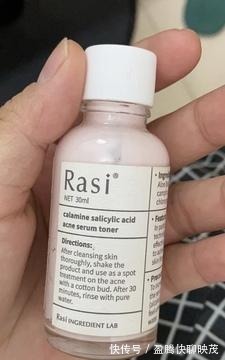 Rasi®
NET 30ml
calamine salicylic acid
acne serum toner
Directions:
After cleansing skin
thoroughly, shake the
product and use as a spot
treatment on the acne
with a cotton bud. After 30
minutes, rinse with pure
water.
Rasi INGREDIENT LAB
快传号 / 盈腾快聊映茂